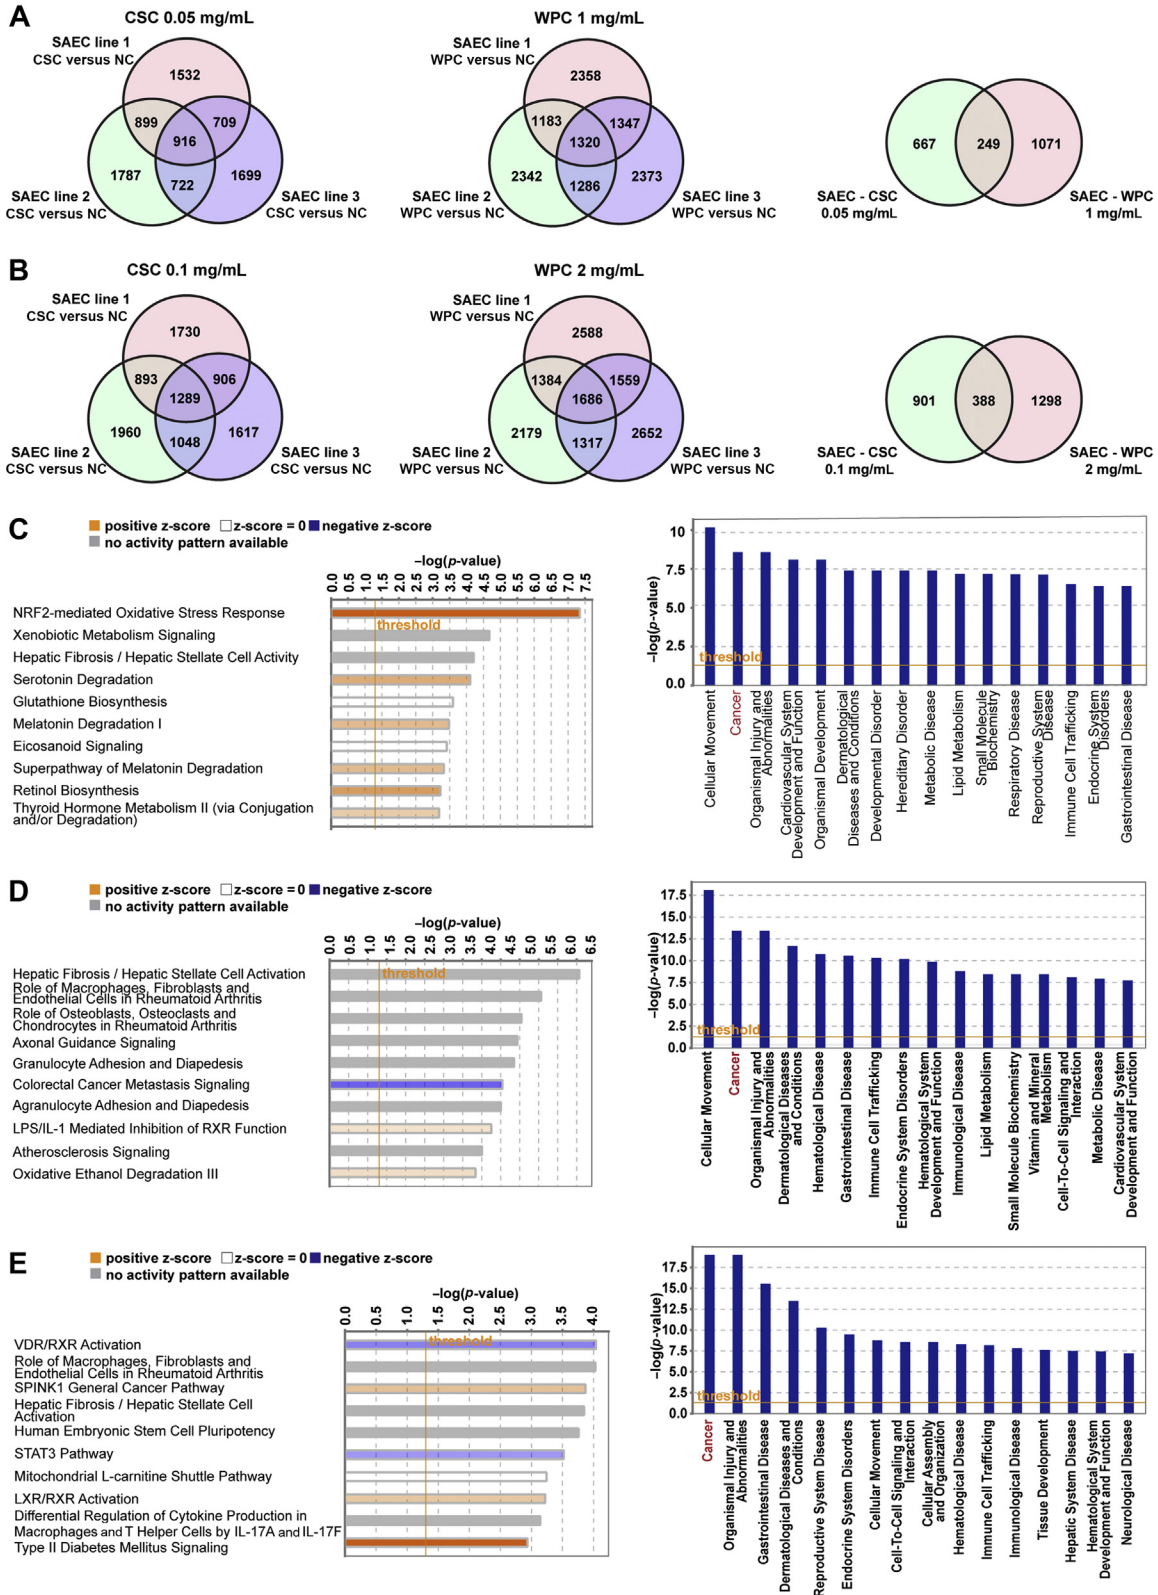 A
CSC 0.05 mg/mL
WPC 1 mg/mL
SAEC line 1
CSC versus NC
1532
899
709
916
1787
722
1699
SAEC line 2
CSC versus NC
SAEC line 3
CSC versus NC
SAEC line 1
WPC versus NC
2358
1183
1347
1320
2342
1286
2373
SAEC line 2
WPC versus NC
SAEC line 3
WPC versus NC
667
249
1071
SAEC - CSC
0.05 mg/mL
SAEC - WPC
1 mg/mL
B
CSC 0.1 mg/mL
WPC 2 mg/mL
SAEC line 1
CSC versus NC
1730
893
906
1289
1960
1048
1617
SAEC line 2
CSC versus NC
SAEC line 3
CSC versus NC
SAEC line 1
WPC versus NC
2588
1384
1559
1686
2179
1317
2652
SAEC line 2
WPC versus NC
SAEC line 3
WPC versus NC
901
388
1298
SAEC - CSC
0.1 mg/mL
SAEC - WPC
2 mg/mL
C
positive z-score z-score = 0 negative z-score
no activity pattern available
–log(p-value)
0.0 0.5 1.0 1.5 2.0 2.5 3.0 3.5 4.0 4.5 5.0 5.5 6.0 6.5 7.0 7.5
threshold
NRF2-mediated Oxidative Stress Response
Xenobiotic Metabolism Signaling
Hepatic Fibrosis / Hepatic Stellate Cell Activity
Serotonin Degradation
Glutathione Biosynthesis
Melatonin Degradation I
Eicosanoid Signaling
Superpathway of Melatonin Degradation
Retinol Biosynthesis
Thyroid Hormone Metabolism II (via Conjugation
and/or Degradation)
–log(p-value)
10
7.5
5.0
2.5
0.0
threshold
Cellular Movement
Cancer
Organismal Injury and
Abnormalities
Cardiovascular System
Development and Function
Organismal Development
Dermatological
Diseases and Conditions
Developmental Disorder
Hereditary Disorder
Metabolic Disease
Lipid Metabolism
Small Molecule
Biochemistry
Respiratory Disease
Reproductive System
Disease
Immune Cell Trafficking
Endocrine System
Disorders
Gastrointestinal Disease
D
positive z-score z-score = 0 negative z-score
no activity pattern available
–log(p-value)
0.0 0.5 1.0 1.5 2.0 2.5 3.0 3.5 4.0 4.5 5.0 5.5 6.0 6.5
threshold
Hepatic Fibrosis / Hepatic Stellate Cell Activation
Role of Macrophages, Fibroblasts and
Endothelial Cells in Rheumatoid Arthritis
Role of Osteoblasts, Osteoclasts and
Chondrocytes in Rheumatoid Arthritis
Axonal Guidance Signaling
Granulocyte Adhesion and Diapedesis
Colorectal Cancer Metastasis Signaling
Agranulocyte Adhesion and Diapedesis
LPS/IL-1 Mediated Inhibition of RXR Function
Atherosclerosis Signaling
Oxidative Ethanol Degradation III
–log(p-value)
17.5
15.0
12.5
10.0
7.5
5.0
2.5
0.0
threshold
Cellular Movement
Cancer
Organismal Injury and
Abnormalities
Dermatological Diseases
and Conditions
Hematological Disease
Gastrointestinal Disease
Immune Cell Trafficking
Endocrine System Disorders
Hematological System
Development and Function
Immunological Disease
Lipid Metabolism
Small Molecule Biochemistry
Vitamin and Mineral
Metabolism
Cell-To-Cell Signaling and
Interaction
Metabolic Disease
Cardiovascular System
Development and Function
E
positive z-score z-score = 0 negative z-score
no activity pattern available
–log(p-value)
0.0 0.5 1.0 1.5 2.0 2.5 3.0 3.5 4.0
threshold
VDR/RXR Activation
Role of Macrophages, Fibroblasts and
Endothelial Cells in Rheumatoid Arthritis
SPINK1 General Cancer Pathway
Hepatic Fibrosis / Hepatic Stellate Cell
Activation
Human Embryonic Stem Cell Pluripotency
STAT3 Pathway
Mitochondrial L-carnitine Shuttle Pathway
LXR/RXR Activation
Differential Regulation of Cytokine Production in
Macrophages and T Helper Cells by IL-17A and IL-17F
Type II Diabetes Mellitus Signaling
–log(p-value)
17.5
15.0
12.5
10.0
7.5
5.0
2.5
0.0
threshold
Cancer
Organismal Injury and
Abnormalities
Gastrointestinal Disease
Dermatological Diseases and
Conditions
Reproductive System Disease
Endocrine System Disorders
Cellular Movement
Cell-To-Cell Signaling and
Interaction
Cellular Assembly
and Organization
Hematological Disease
Immune Cell Trafficking
Immunological Disease
Tissue Development
Hepatic System Disease
Hematological System
Development and Function
Neurological Disease